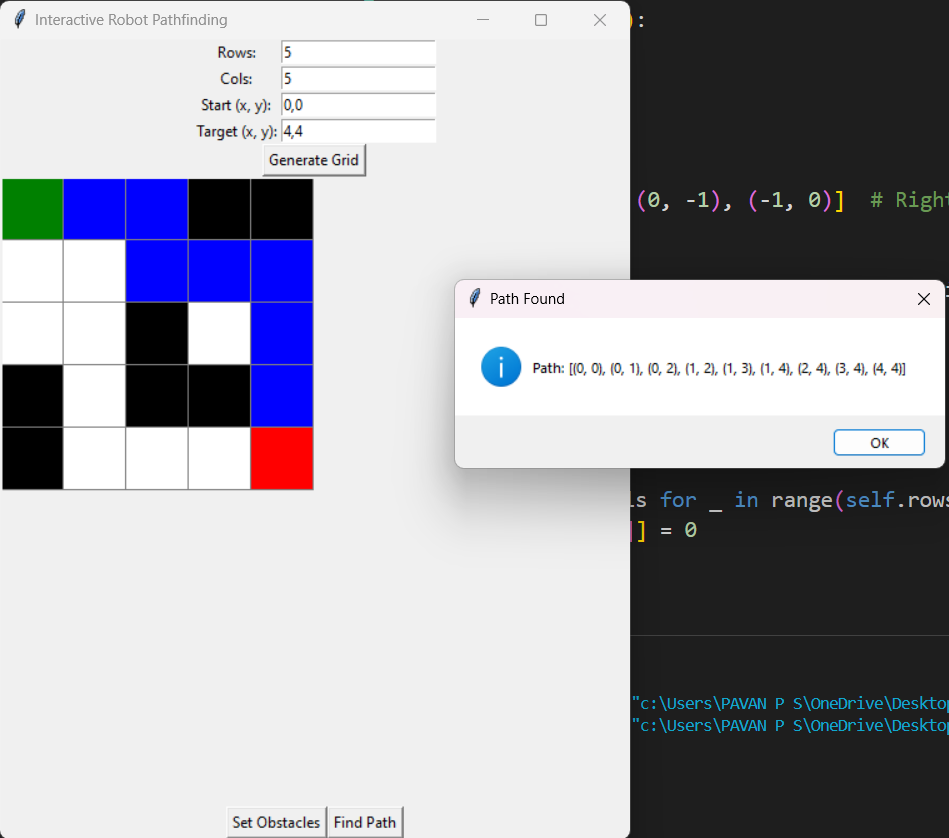 Interactive Robot Pathfinding
):
Rows: 5
Cols: 5
Start (x, y): 0,0
Target (x, y): 4,4
Generate Grid
(0, -1), (-1, 0)] # Right
Path Found
Path: [(0, 0), (0, 1), (0, 2), (1, 2), (1, 3), (1, 4), (2, 4), (3, 4), (4, 4)]
OK
for _ in range(self.rows
]] = 0
"c:\Users\PAVAN P S\OneDrive\Desktop
"c:\Users\PAVAN P S\OneDrive\Desktop
Set Obstacles Find Path